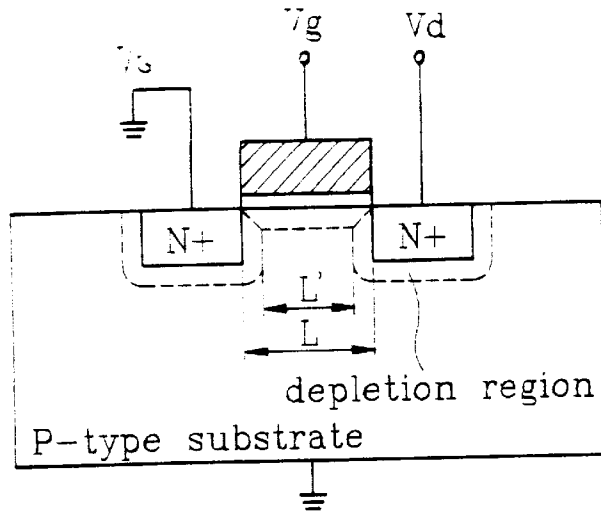 Vg
Vd
N+
N+
L'
L
depletion region
P-type substrate